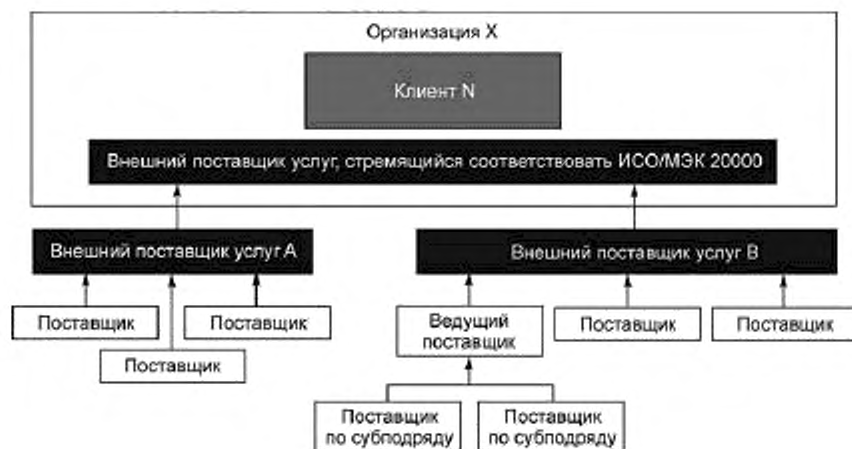 Организация X
Клиент N
Внешний поставщик услуг, стремящийся соответствовать ИСО/МЭК 20000
Внешний поставщик услуг A
Внешний поставщик услуг B
Поставщик
Поставщик
Поставщик
Ведущий
поставщик
Поставщик
Поставщик
Поставщик
по субподряду
Поставщик
по субподряду